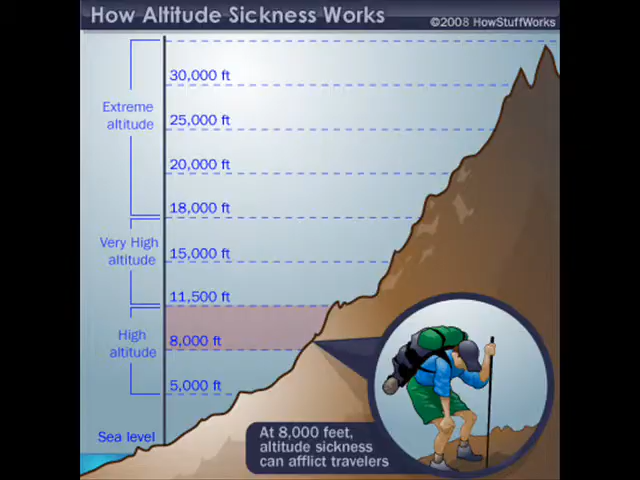 How Altitude Sickness Works
©2008 HowStuffWorks
30,000 ft
Extreme
altitude
25,000 ft
20,000 ft
18,000 ft
Very High
altitude
15,000 ft
11,500 ft
High
altitude
8,000 ft
5,000 ft
Sea level
At 8,000 feet,
altitude sickness
can afflict travelers